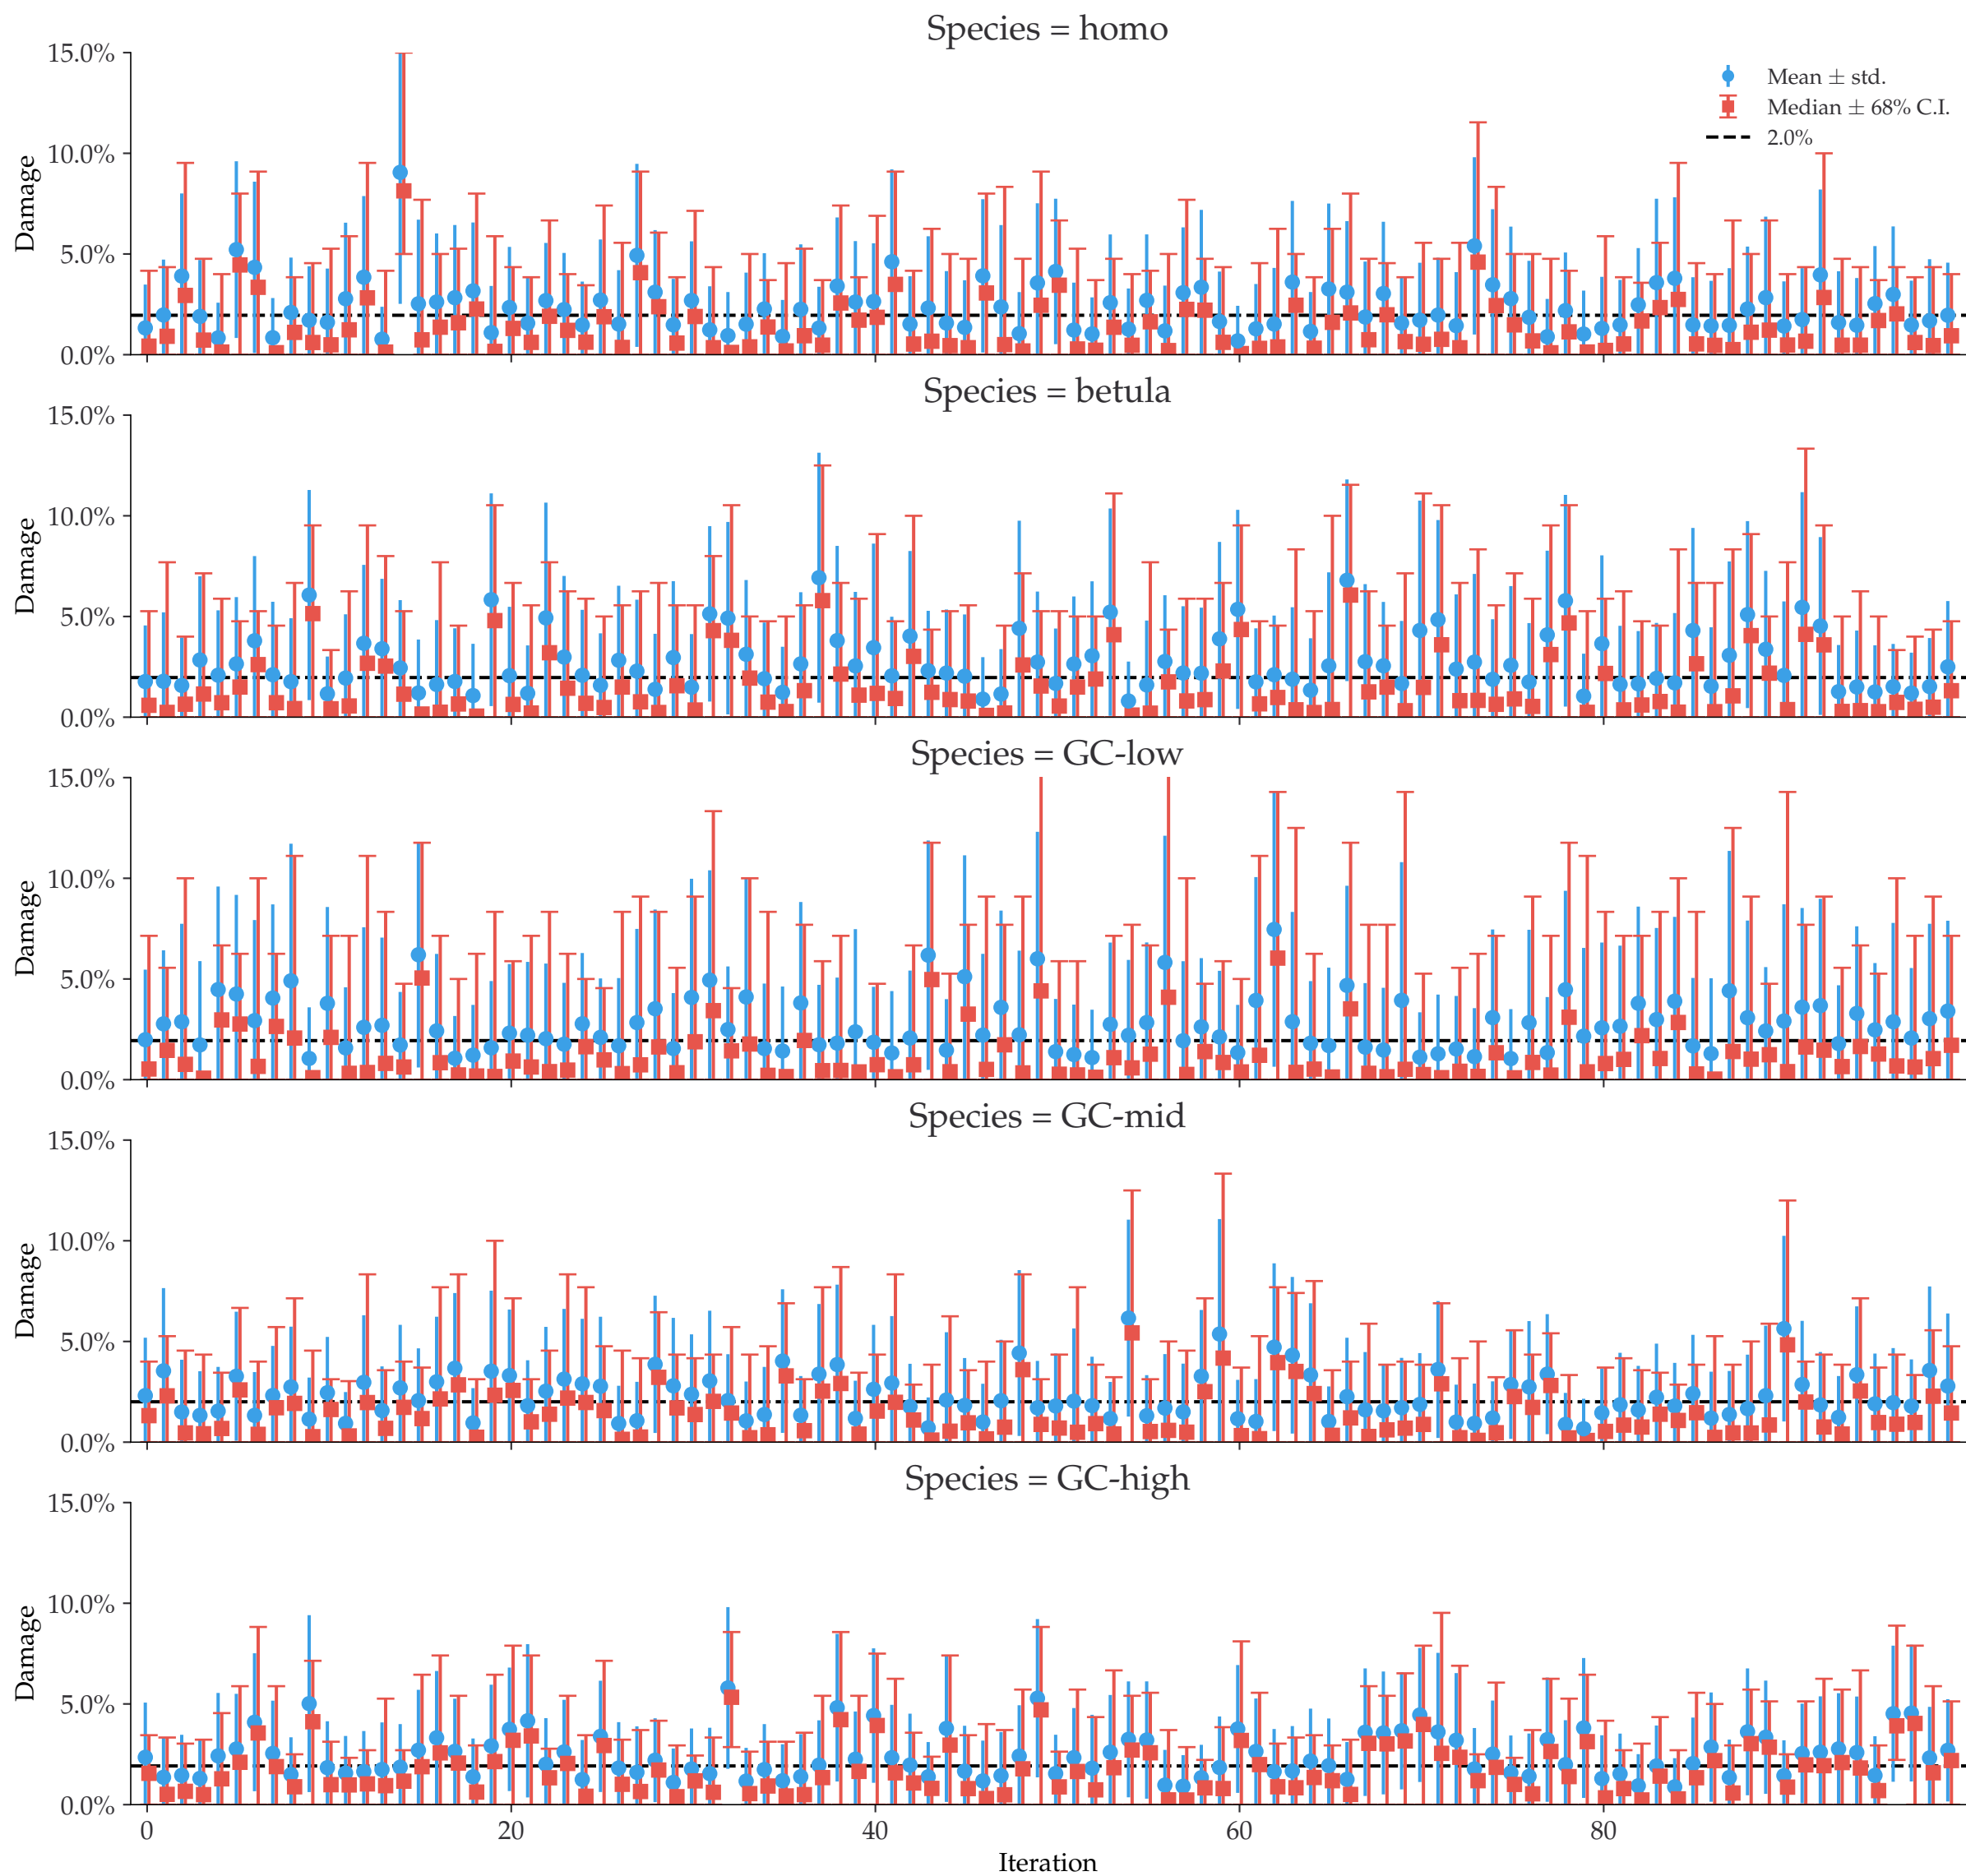 Species = homo
15.0%
10.0%
5.0%
0.0%
Damage
Mean ± std.
Median ± 68% C.I.
2.0%
Species = betula
15.0%
10.0%
5.0%
0.0%
Damage
Species = GC-low
15.0%
10.0%
5.0%
0.0%
Damage
Species = GC-mid
15.0%
10.0%
5.0%
0.0%
Damage
Species = GC-high
15.0%
10.0%
5.0%
0.0%
Damage
0 20 40 60 80
Iteration